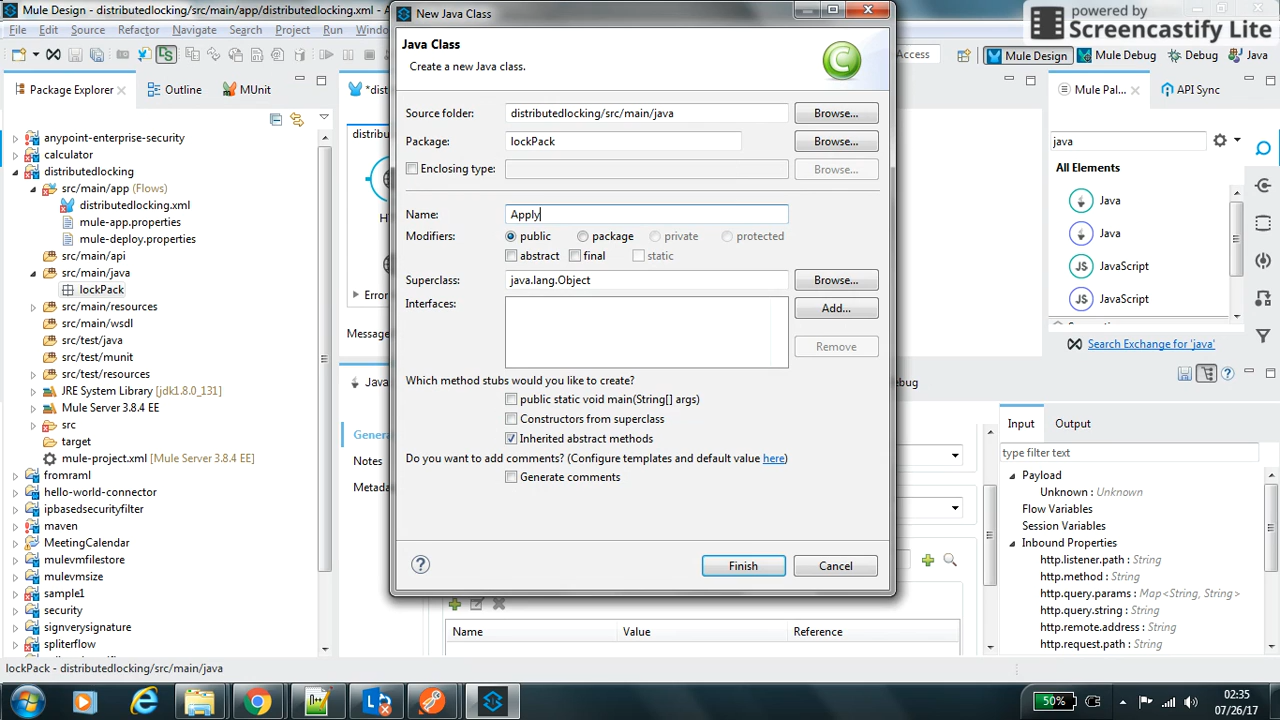 Mule Design - distributedlocking/src/main/app/distributedlocking.xml - A
New Java Class
powered by
Screencastify Lite
File Edit Source Refactor Navigate Search Project Run
Java Class
Create a new Java class.
Access
Mule Design
Mule Debug
Debug
Java
Package Explorer
Outline
MUnit
*dist
Mule Pal...
API Sync
Source folder:
distributedlocking/src/main/java
Browse...
Package:
lockPack
Browse...
Enclosing type:
Browse...
Name:
Apply
Modifiers:
public
package
private
protected
abstract
final
static
Superclass:
java.lang.Object
Browse...
Interfaces:
Add...
Remove
Which method stubs would you like to create?
public static void main(String[] args)
Constructors from superclass
Inherited abstract methods
Do you want to add comments? (Configure templates and default value here)
Generate comments
Finish
Cancel
anypoint-enterprise-security
calculator
distributedlocking
src/main/app (Flows)
distributedlocking.xml
mule-app.properties
mule-deploy.properties
src/main/api
src/main/java
lockPack
src/main/resources
src/main/wsdl
src/test/java
src/test/munit
src/test/resources
JRE System Library [jdk1.8.0_131]
Mule Server 3.8.4 EE
src
target
mule-project.xml [Mule Server 3.8.4 EE]
fromraml
hello-world-connector
ipbasedsecurityfilter
maven
MeetingCalendar
mulevmfilestore
mulevmsize
sample1
security
signverysignature
spliterflow
distrib
HT
Error
Message
Java
Genera
Notes
Metada
ebug
Name
Value
Reference
java
All Elements
Java
Java
JavaScript
JavaScript
Search Exchange for 'java'
Input
Output
type filter text
Payload
Unknown : Unknown
Flow Variables
Session Variables
Inbound Properties
http.listener.path : String
http.method : String
http.query.params : Map<String, String>
http.query.string : String
http.remote.address : String
http.request.path : String
lockPack - distributedlocking/src/main/java
50%
02:35
07/26/17